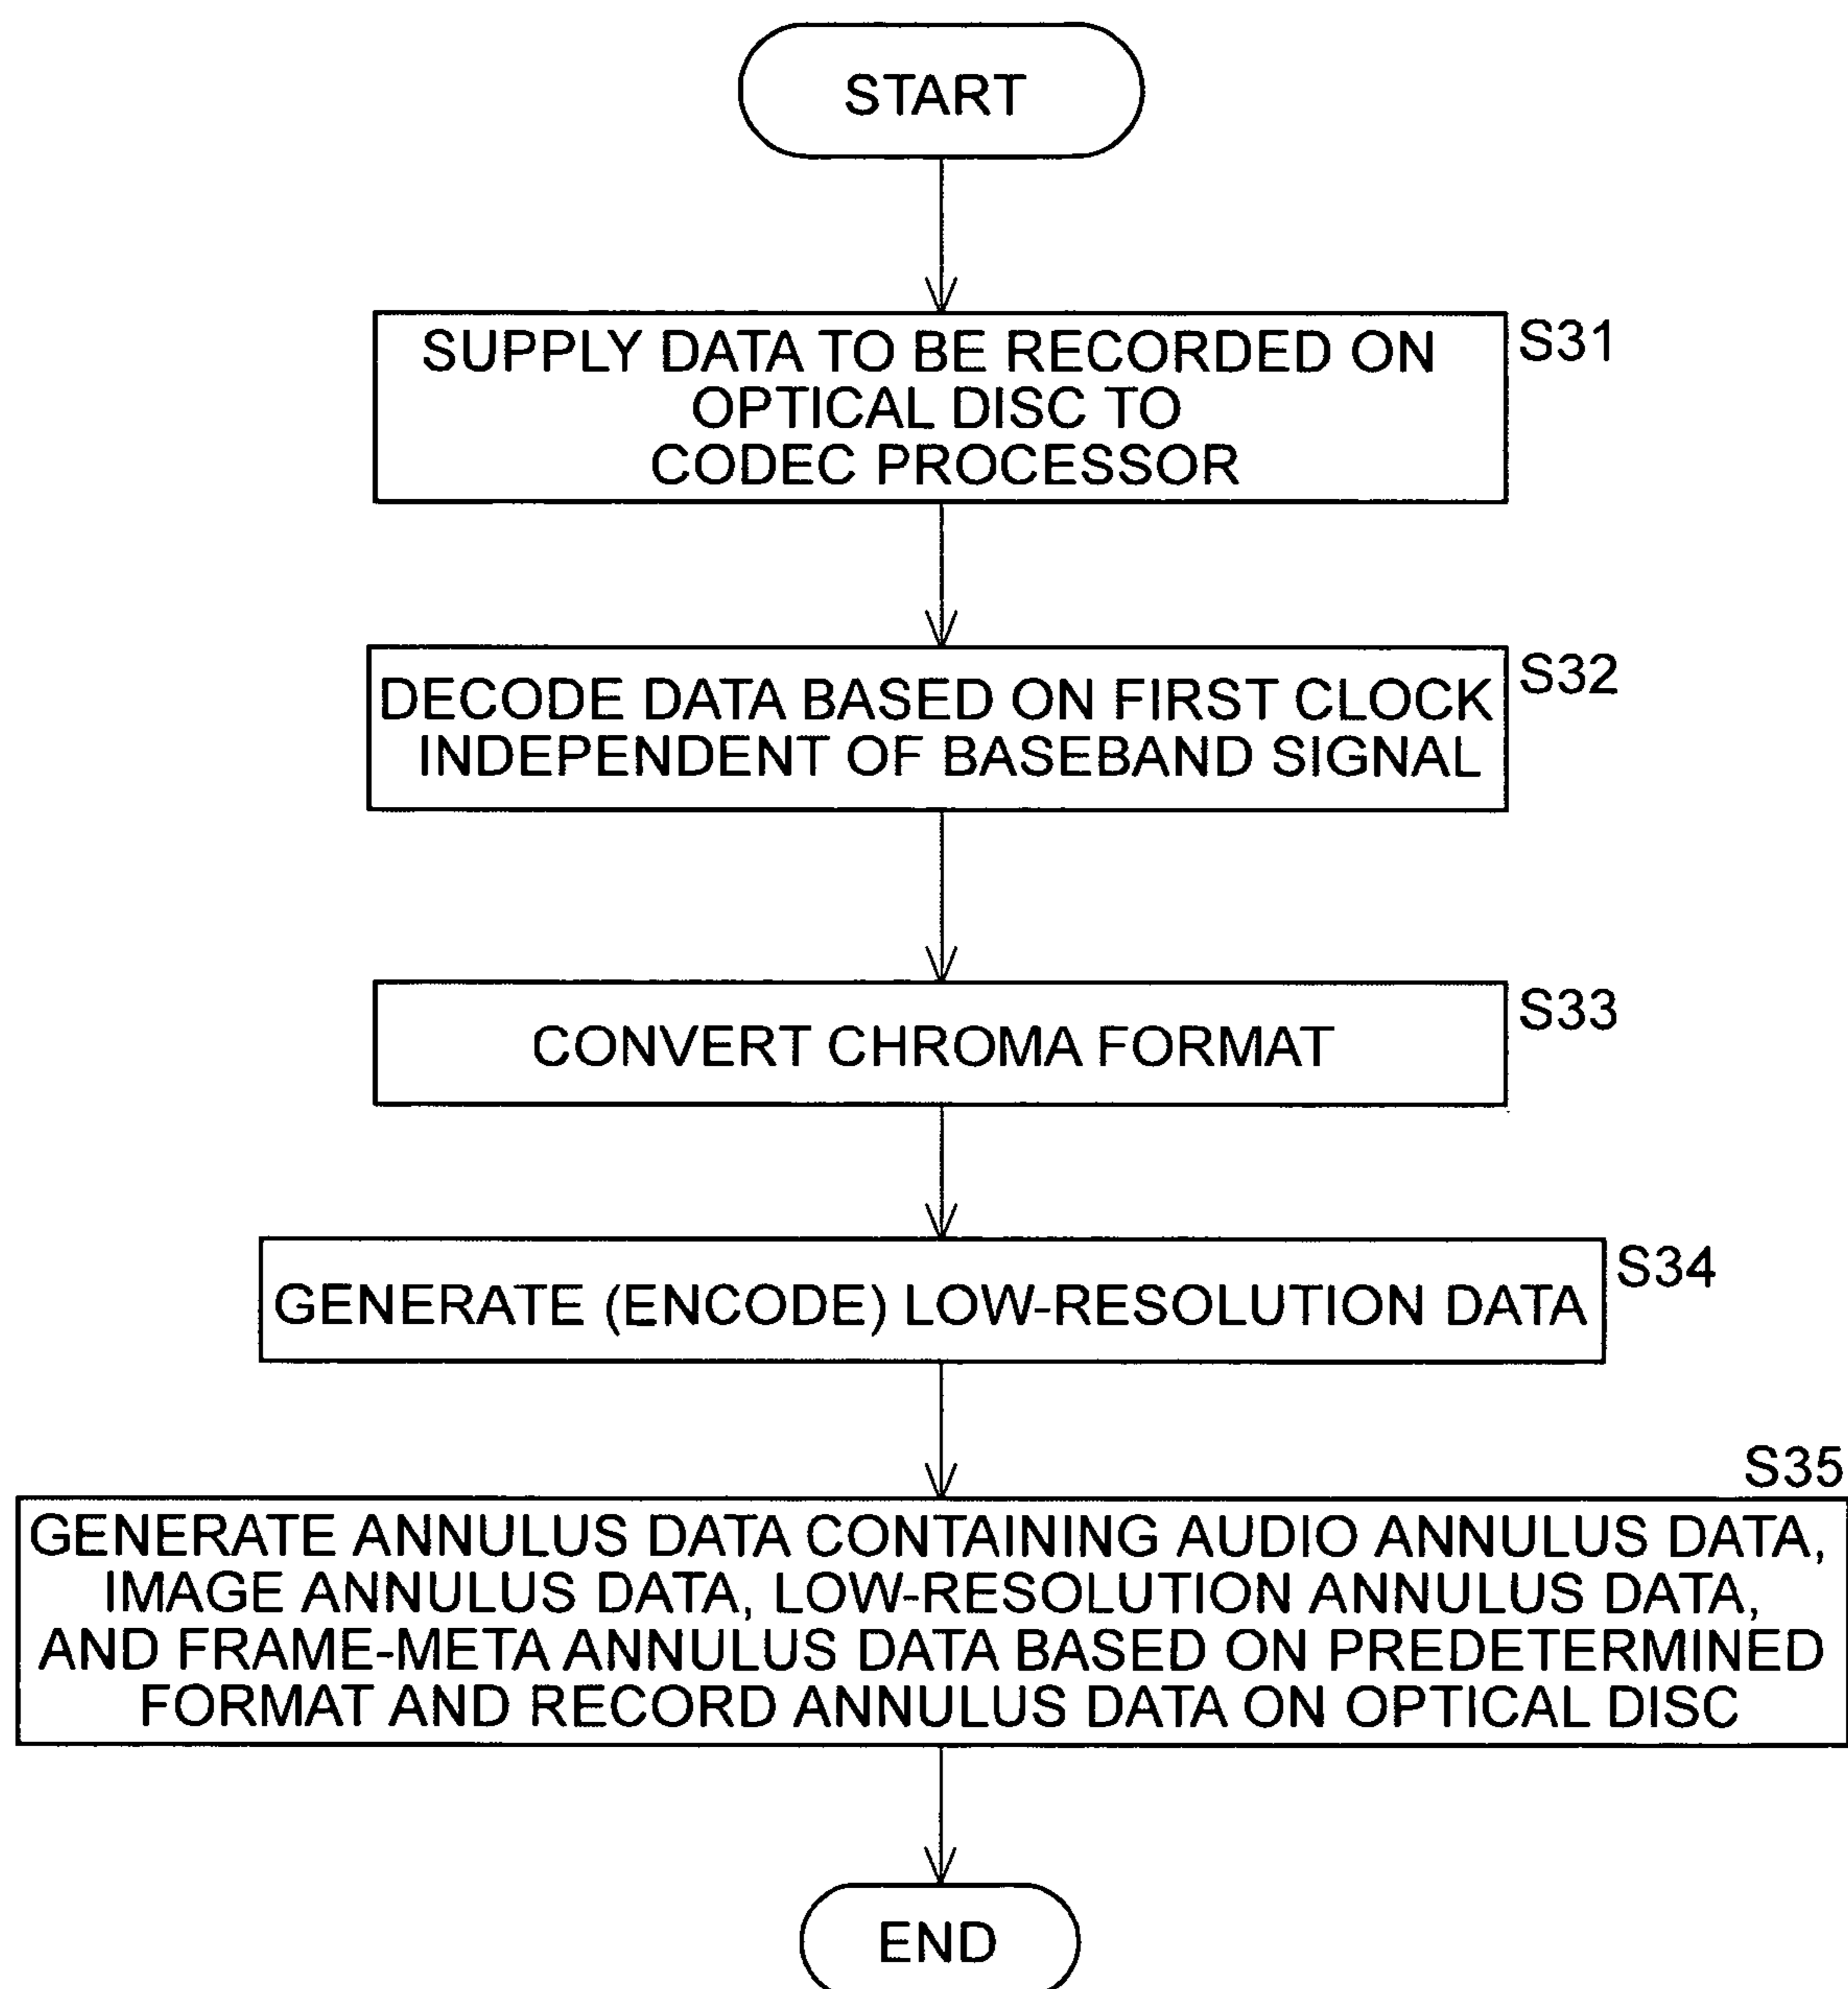 START
SUPPLY DATA TO BE RECORDED ON
OPTICAL DISC TO
CODEC PROCESSOR
S31
DECODE DATA BASED ON FIRST CLOCK
INDEPENDENT OF BASEBAND SIGNAL
S32
CONVERT CHROMA FORMAT
S33
GENERATE (ENCODE) LOW-RESOLUTION DATA
S34
S35
GENERATE ANNULUS DATA CONTAINING AUDIO ANNULUS DATA,
IMAGE ANNULUS DATA, LOW-RESOLUTION ANNULUS DATA,
AND FRAME-META ANNULUS DATA BASED ON PREDETERMINED
FORMAT AND RECORD ANNULUS DATA ON OPTICAL DISC
END